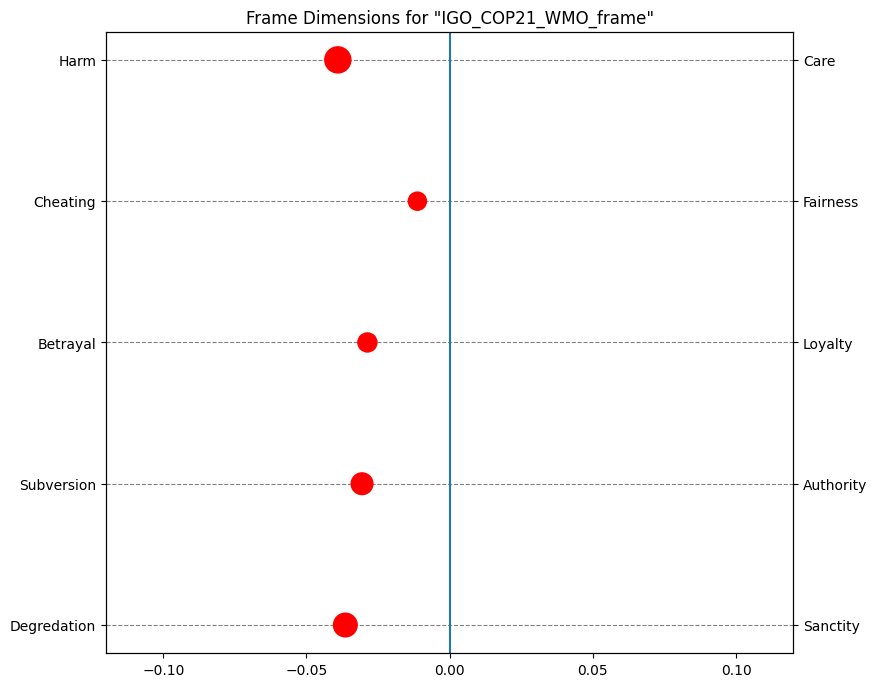 Frame Dimensions for "IGO_COP21_WMO_frame"
Harm Care
Cheating Fairness
Betrayal Loyalty
Subversion Authority
Degredation Sanctity
−0.10 −0.05 0.00 0.05 0.10